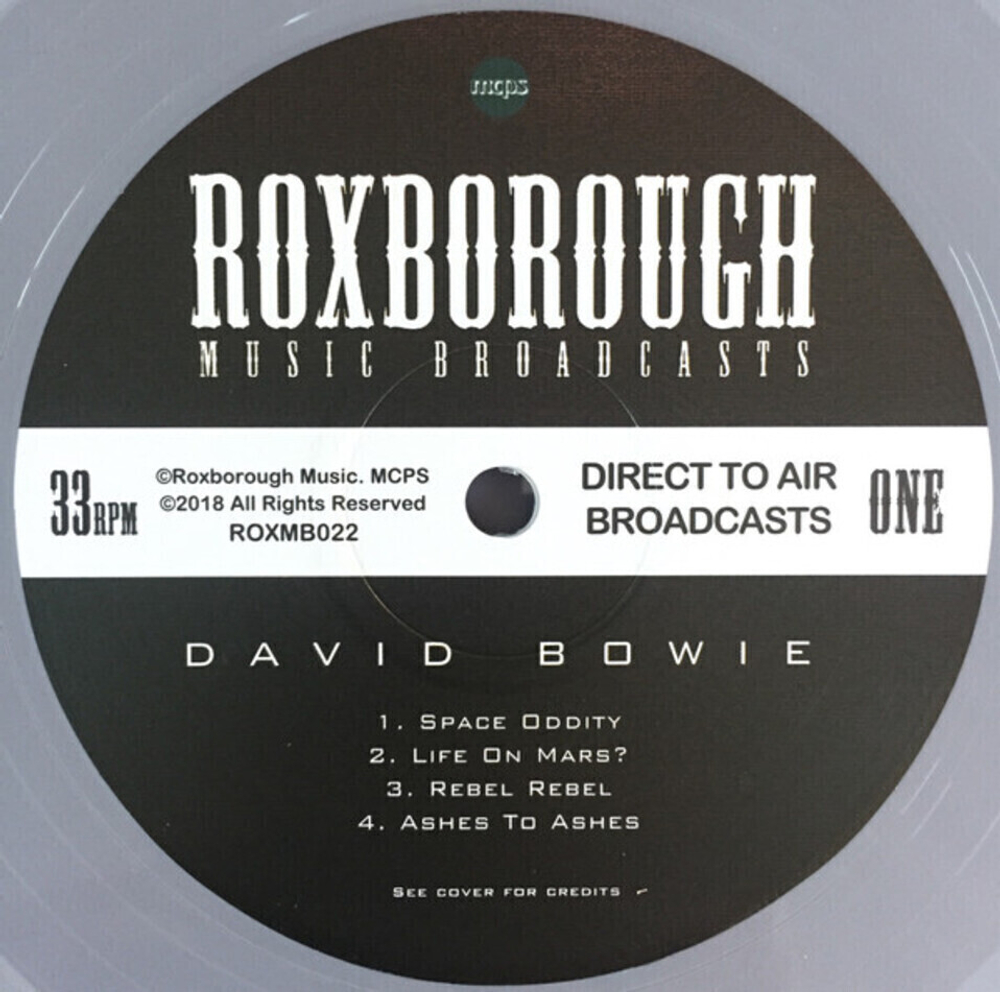 mcps
ROXBOROUGH
MUSIC BROADCASTS
33RPM
©Roxborough Music. MCPS
©2018 All Rights Reserved
ROXMB022
DIRECT TO AIR
BROADCASTS
ONE
DAVID BOWIE
1. Space Oddity
2. Life On Mars?
3. Rebel Rebel
4. Ashes To Ashes
See cover for credits